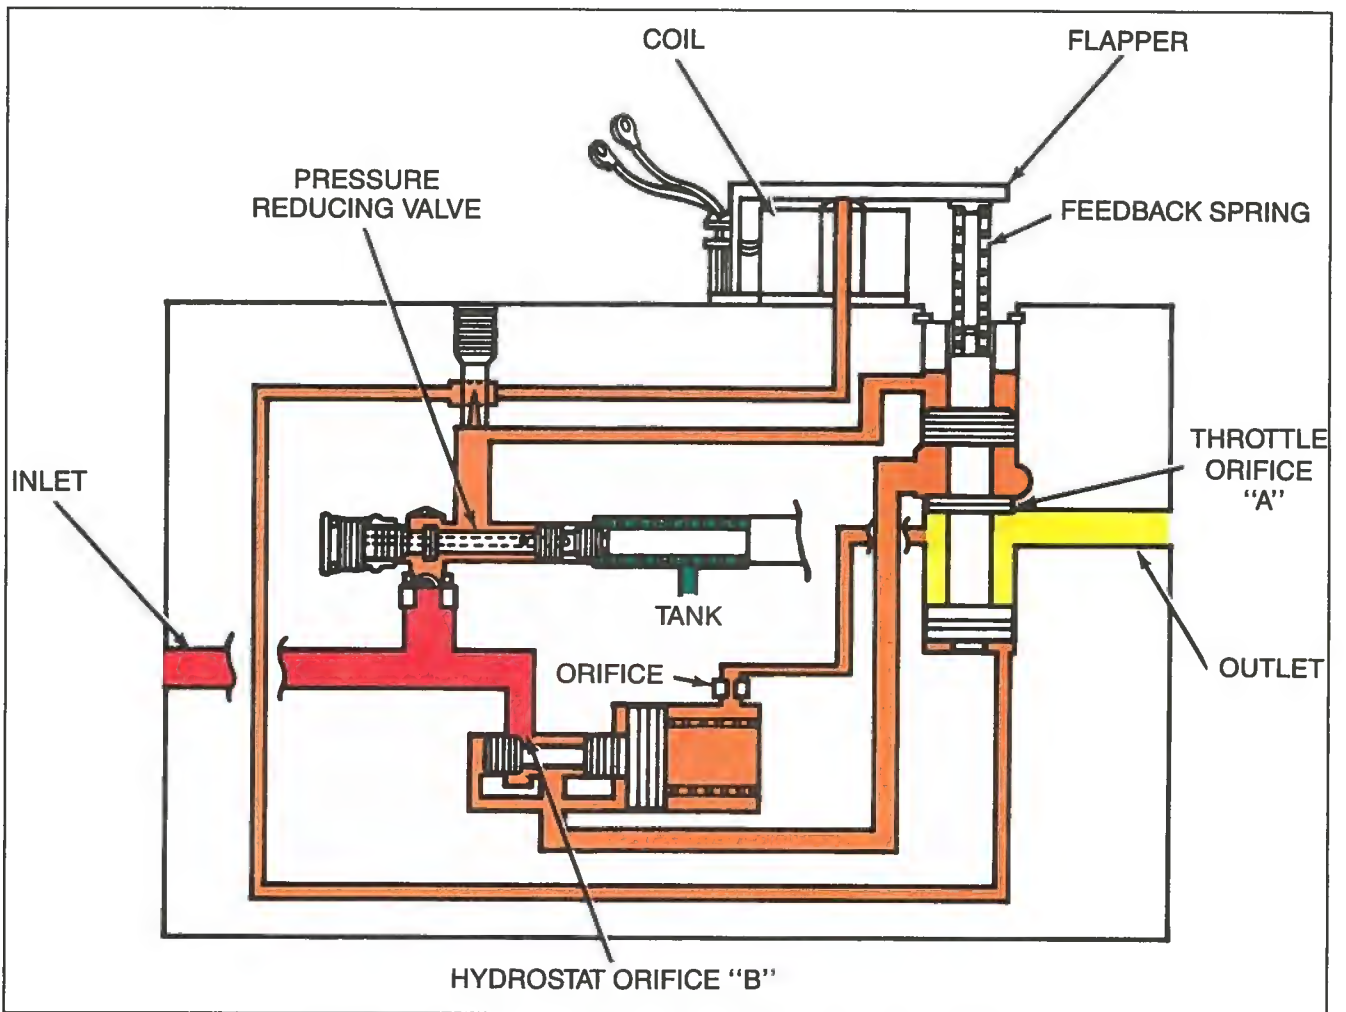 COIL
FLAPPER
PRESSURE
REDUCING VALVE
FEEDBACK SPRING
THROTTLE
ORIFICE
"A"
INLET
TANK
ORIFICE
OUTLET
HYDROSTAT ORIFICE "B"